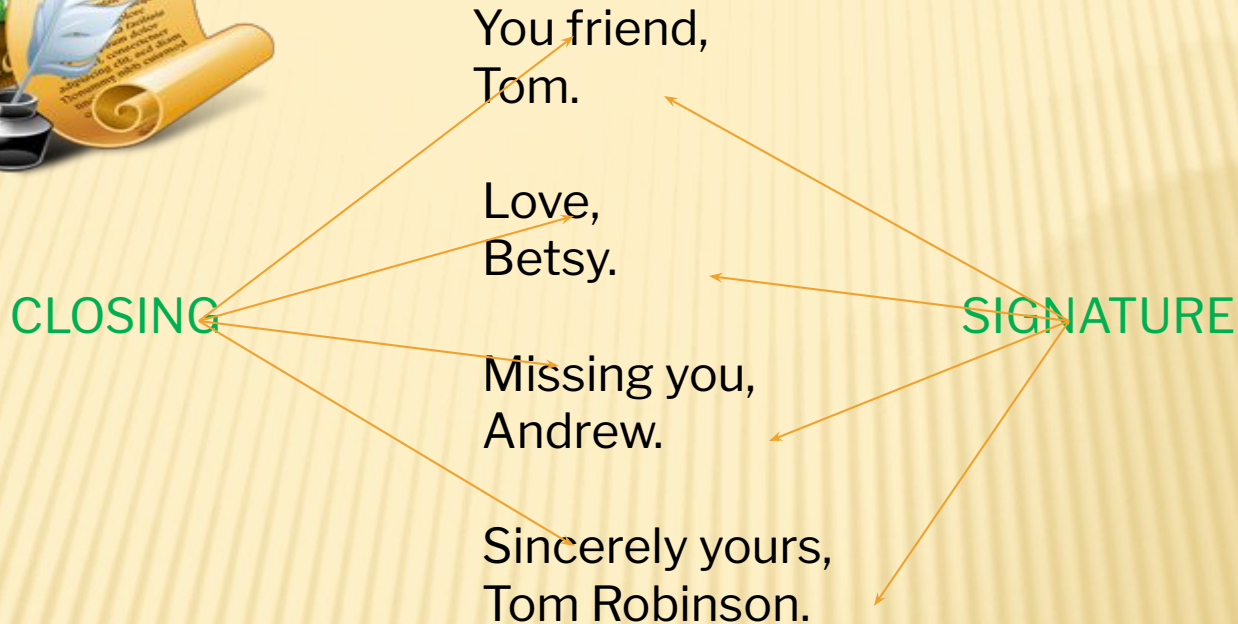 You friend,
Tom.
Love,
Betsy.
CLOSING
SIGNATURE
Missing you,
Andrew.
Sincerely yours,
Tom Robinson.